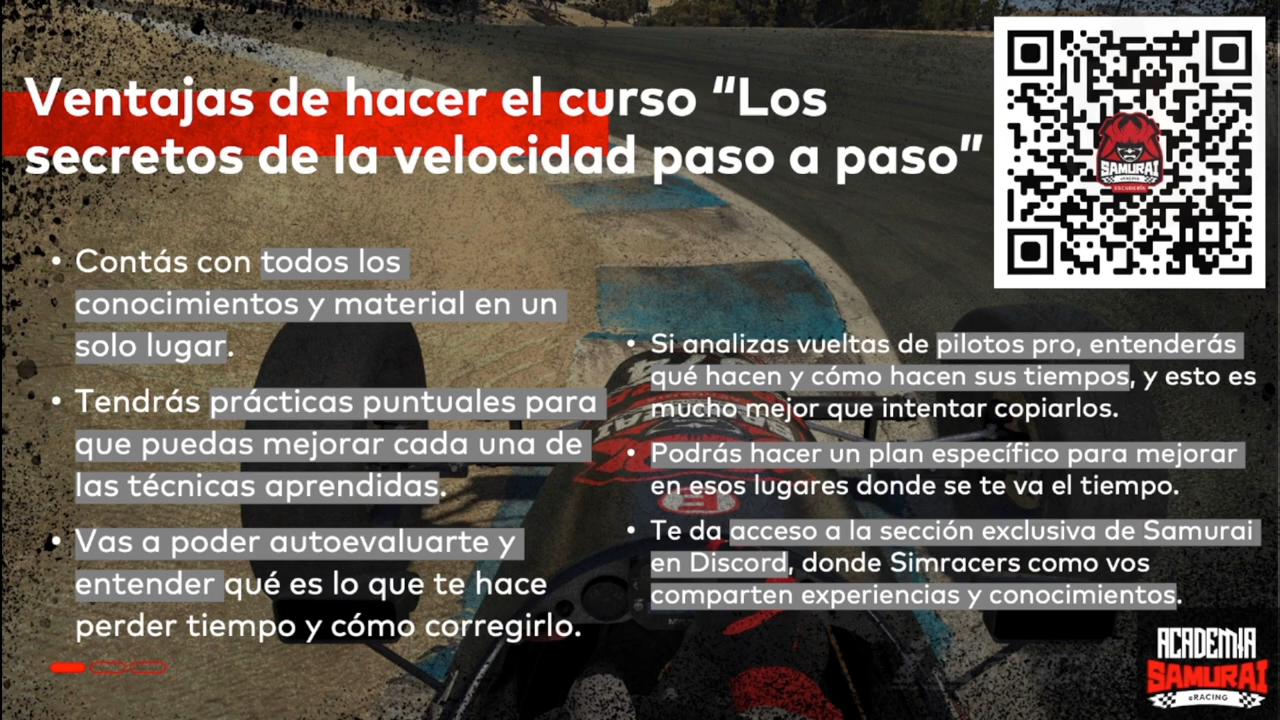 Ventajas de hacer el curso “Los
secretos de la velocidad paso a paso”
SAMURAI
eRACING
ESCUDERÍA
• Contás con todos los
conocimientos y material en un
solo lugar.
• Tendrás prácticas puntuales para
que puedas mejorar cada una de
las técnicas aprendidas.
• Vas a poder autoevaluarte y
entender qué es lo que te hace
perder tiempo y cómo corregirlo.
• Si analizas vueltas de pilotos pro, entenderás
qué hacen y cómo hacen sus tiempos, y esto es
mucho mejor que intentar copiarlos.
• Podrás hacer un plan específico para mejorar
en esos lugares donde se te va el tiempo.
• Te da acceso a la sección exclusiva de Samurai
en Discord, donde Simracers como vos
comparten experiencias y conocimientos.
ACADEMIA
SAMURAI
eRACING